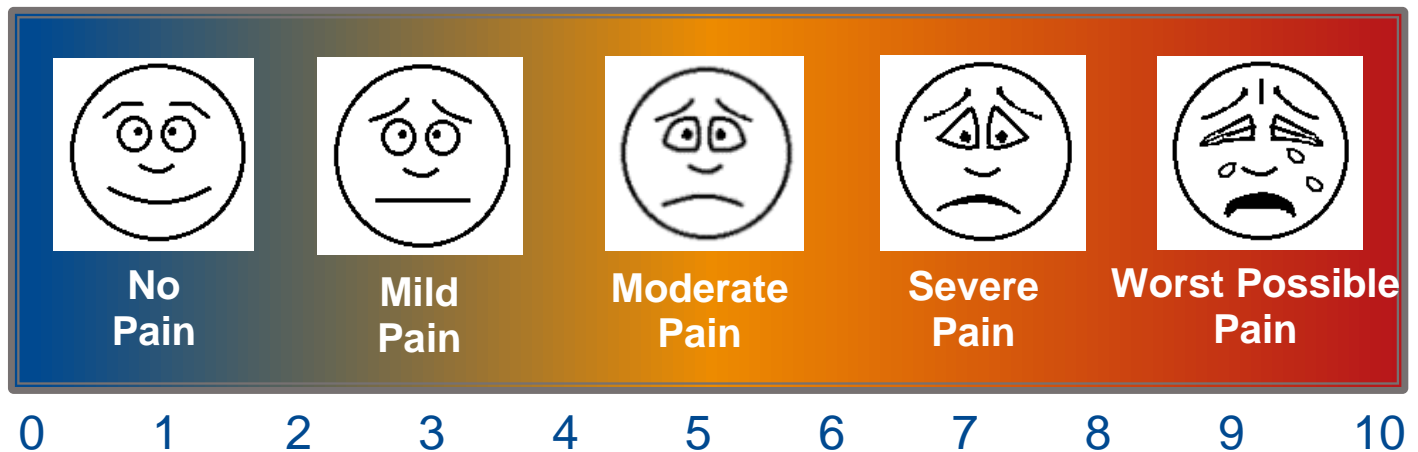 No
Pain
Mild
Pain
Moderate
Pain
Severe
Pain
Worst Possible
Pain
0 1 2 3 4 5 6 7 8 9 10